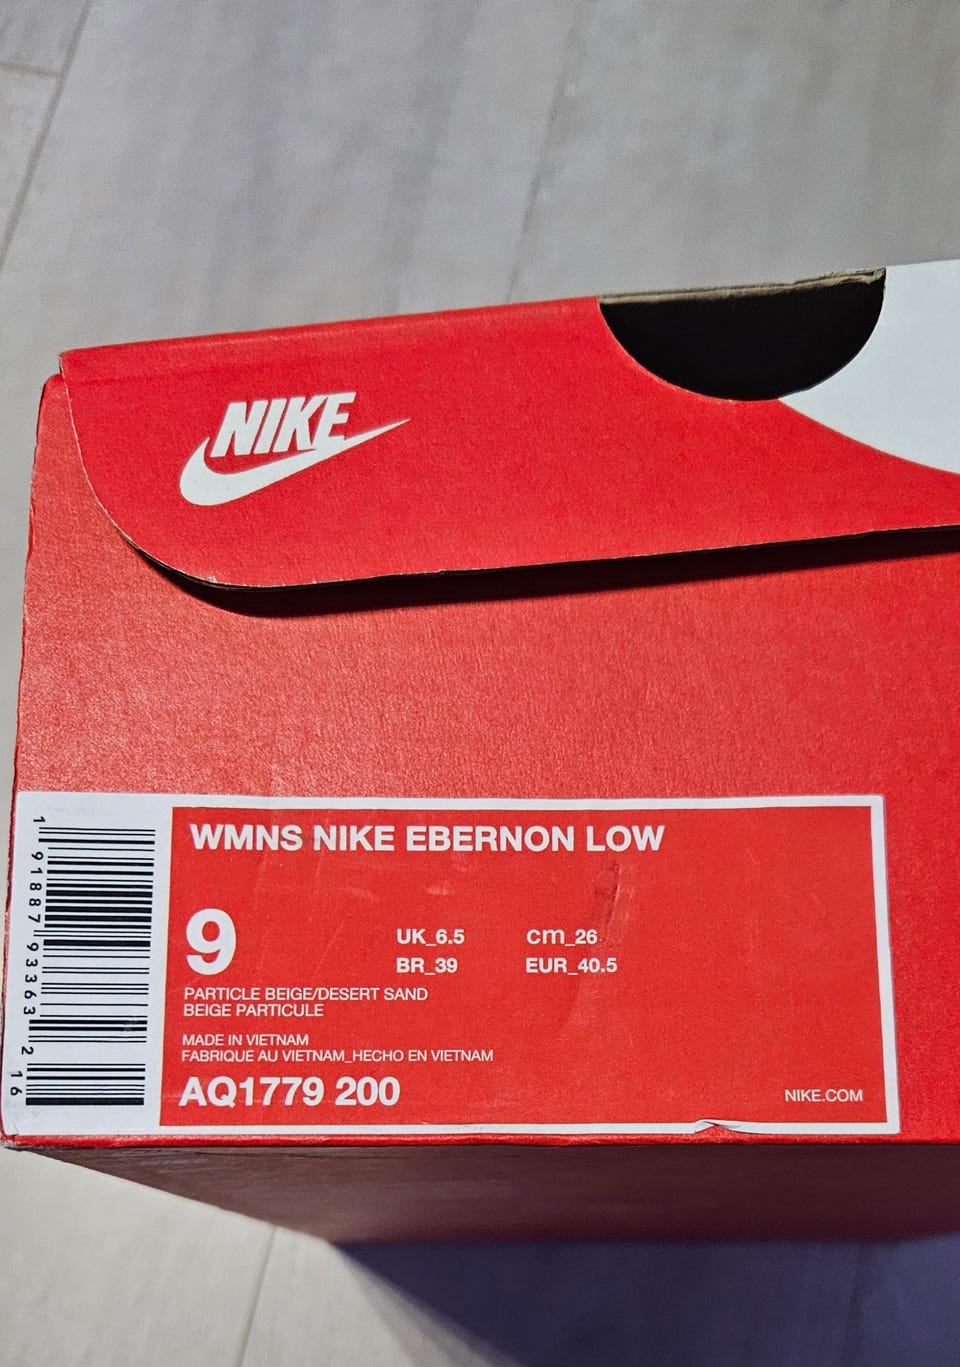 NIKE
WMNS NIKE EBERNON LOW
9
UK_6.5 cm_26
BR_39 EUR_40.5
PARTICLE BEIGE/DESERT SAND
BEIGE PARTICULE
MADE IN VIETNAM
FABRIQUE AU VIETNAM_HECHO EN VIETNAM
AQ1779 200
NIKE.COM
1 91887 93363 2 16